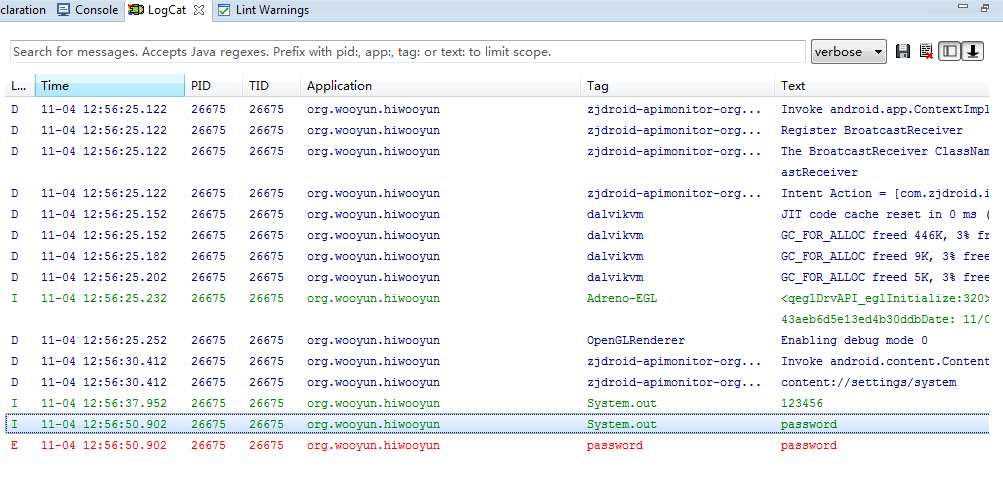 claration Console LogCat Lint Warnings
Search for messages. Accepts Java regexes. Prefix with pid:, app:, tag: or text: to limit scope. verbose
L... Time PID TID Application Tag Text
D 11-04 12:56:25.122 26675 26675 org.wooyun.hiwooyun zjdroid-apimonitor-org... Invoke android.app.ContextImpl
D 11-04 12:56:25.122 26675 26675 org.wooyun.hiwooyun zjdroid-apimonitor-org... Register BroatcastReceiver
D 11-04 12:56:25.122 26675 26675 org.wooyun.hiwooyun zjdroid-apimonitor-org... The BroatcastReceiver ClassNam
astReceiver
D 11-04 12:56:25.122 26675 26675 org.wooyun.hiwooyun zjdroid-apimonitor-org... Intent Action = [com.zjdroid.i
D 11-04 12:56:25.152 26675 26675 org.wooyun.hiwooyun dalvikvm JIT code cache reset in 0 ms (
D 11-04 12:56:25.152 26675 26675 org.wooyun.hiwooyun dalvikvm GC_FOR_ALLOC freed 446K, 3% fre
D 11-04 12:56:25.182 26675 26675 org.wooyun.hiwooyun dalvikvm GC_FOR_ALLOC freed 9K, 3% free
D 11-04 12:56:25.202 26675 26675 org.wooyun.hiwooyun dalvikvm GC_FOR_ALLOC freed 5K, 3% free
I 11-04 12:56:25.232 26675 26675 org.wooyun.hiwooyun Adreno-EGL <qeglDrvAPI_eglInitialize:320>
43aeb6d5e13ed4b30ddbDate: 11/0
D 11-04 12:56:25.252 26675 26675 org.wooyun.hiwooyun OpenGLRenderer Enabling debug mode 0
D 11-04 12:56:30.412 26675 26675 org.wooyun.hiwooyun zjdroid-apimonitor-org... Invoke android.content.Conten
D 11-04 12:56:30.412 26675 26675 org.wooyun.hiwooyun zjdroid-apimonitor-org... content://settings/system
I 11-04 12:56:37.952 26675 26675 org.wooyun.hiwooyun System.out 123456
I 11-04 12:56:50.902 26675 26675 org.wooyun.hiwooyun System.out password
E 11-04 12:56:50.902 26675 26675 org.wooyun.hiwooyun password password